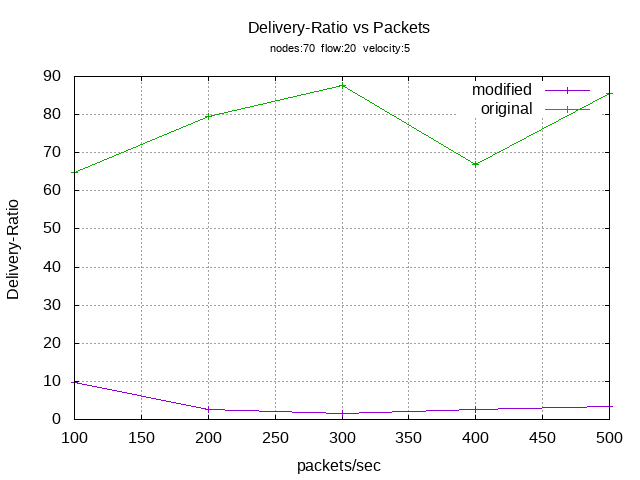 Delivery-Ratio vs Packets
nodes:70 flow:20 velocity:5
90
80
70
60
50
40
30
20
10
0
modified
original
Delivery-Ratio
100 150 200 250 300 350 400 450 500
packets/sec